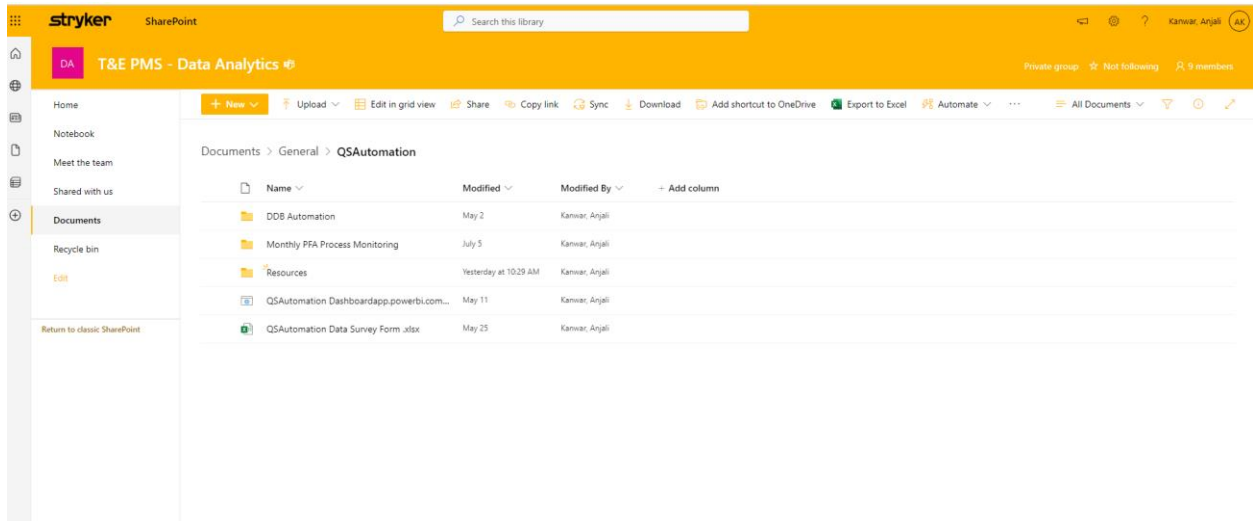 stryker SharePoint Search this library ? Kanwar, Anjali AK
DA T&E PMS - Data Analytics Private group Not following 9 members
Home
Notebook
Meet the team
Shared with us
Documents
Recycle bin
Edit
Return to classic SharePoint
+ New Upload Edit in grid view Share Copy link Sync Download Add shortcut to OneDrive Export to Excel Automate ... All Documents
Documents > General > QSAutomation
Name Modified Modified By + Add column
DDB Automation May 2 Kanwar, Anjali
Monthly PFA Process Monitoring July 5 Kanwar, Anjali
Resources Yesterday at 10:29 AM Kanwar, Anjali
QSAutomation Dashboardapp.powerbi.com... May 11 Kanwar, Anjali
QSAutomation Data Survey Form .xlsx May 25 Kanwar, Anjali